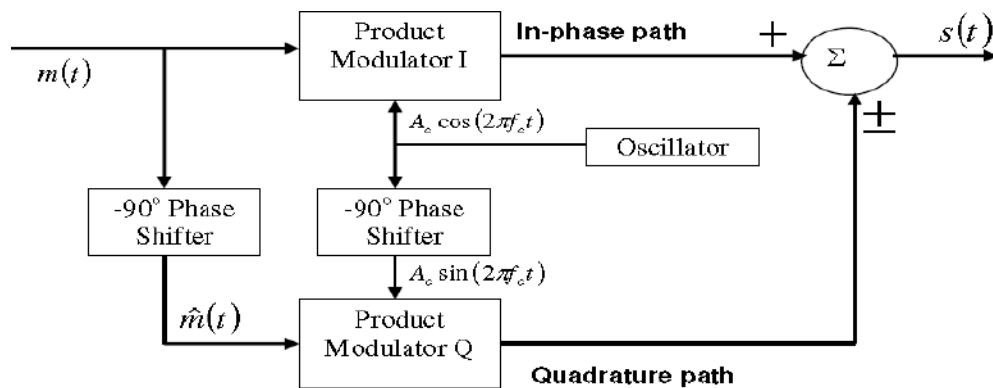 m(t)
Product
Modulator I
In-phase path
+
Σ
s(t)
±
A_c cos(2πf_c t)
Oscillator
-90° Phase
Shifter
-90° Phase
Shifter
A_c sin(2πf_c t)
m̂(t)
Product
Modulator Q
Quadrature path